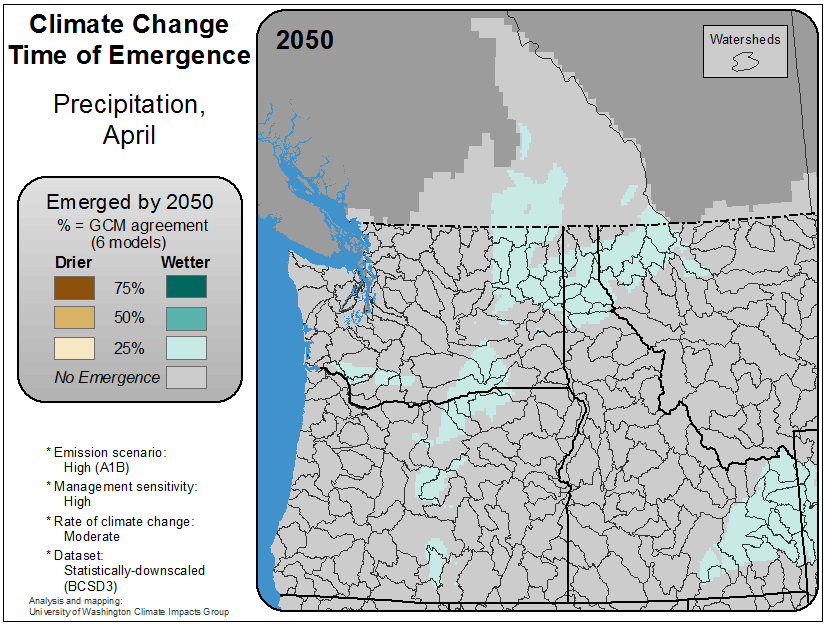 Climate Change
Time of Emergence
Precipitation,
April
Emerged by 2050
% = GCM agreement
(6 models)
Drier Wetter
75%
50%
25%
No Emergence
* Emission scenario:
High (A1B)
* Management sensitivity:
High
* Rate of climate change:
Moderate
* Dataset:
Statistically-downscaled
(BCSD3)
Analysis and mapping:
University of Washington Climate Impacts Group
2050
Watersheds